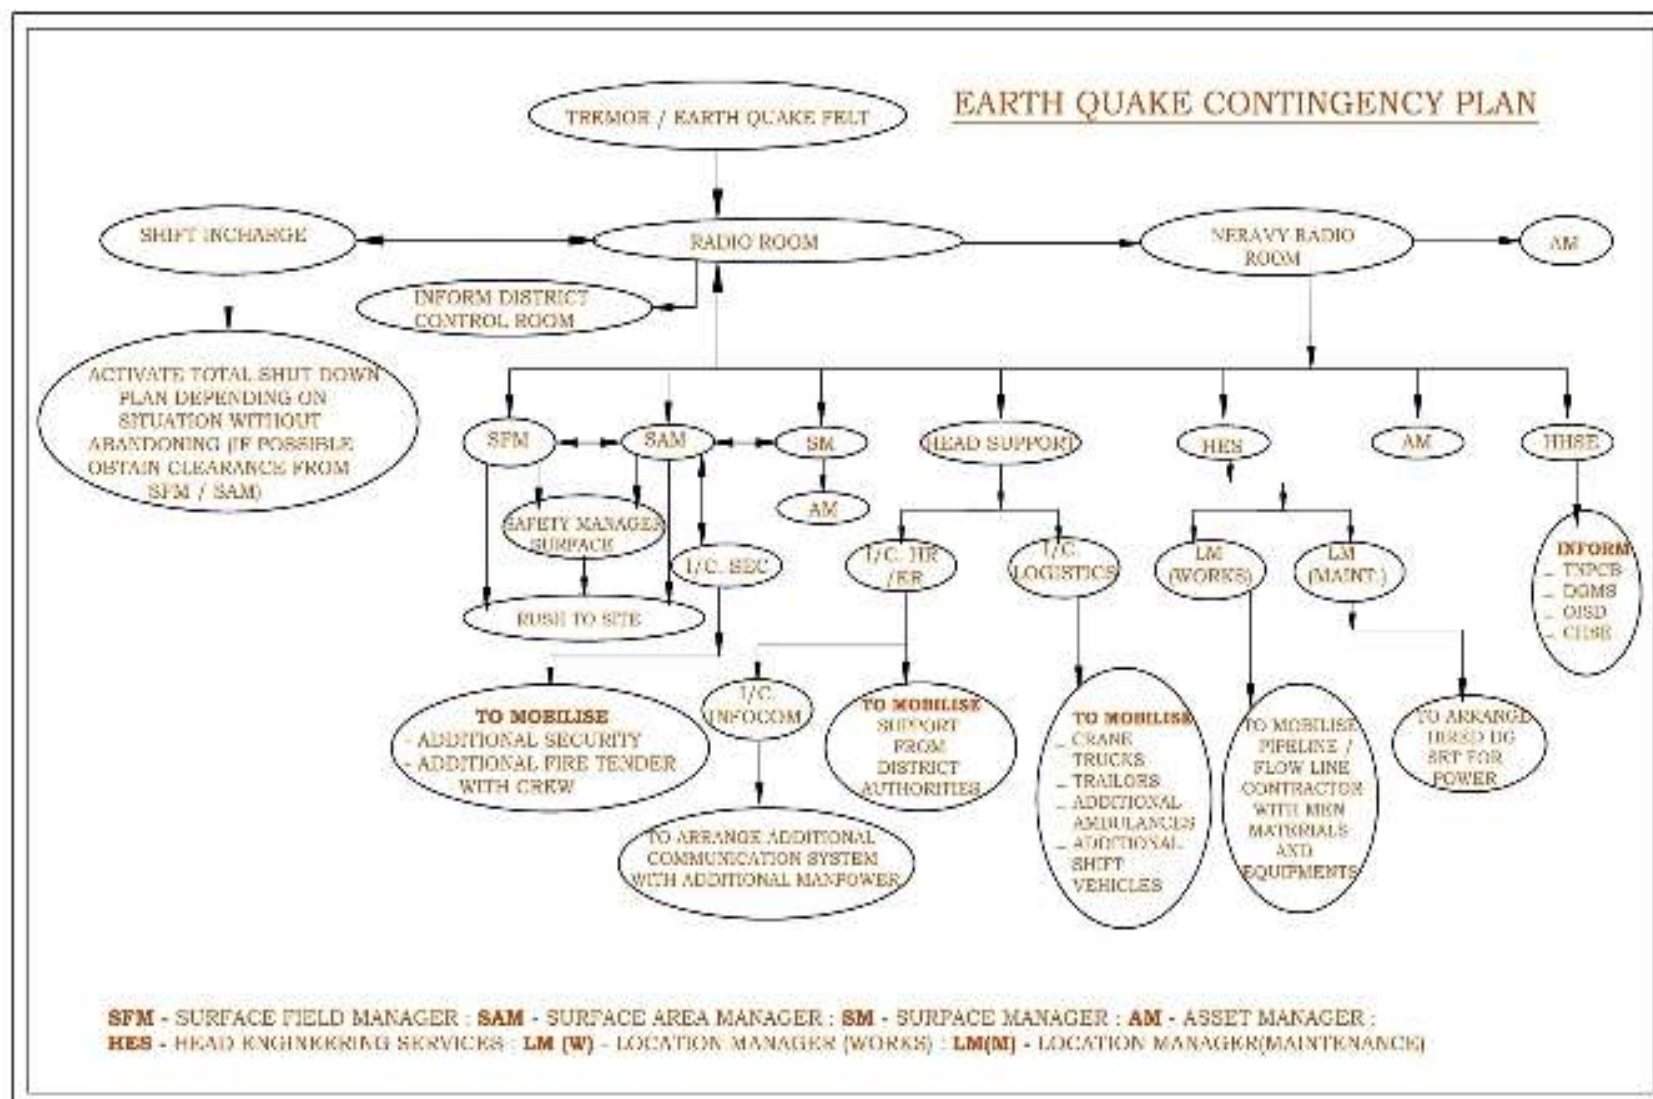 EARTH QUAKE CONTINGENCY PLAN
TREMOR / EARTH QUAKE FELT
SHIFT INCHARGE
RADIO ROOM
NERAVY RADIO
ROOM
AM
INFORM DISTRICT
CONTROL ROOM
ACTIVATE TOTAL SHUT DOWN
PLAN DEPENDING ON
SITUATION WITHOUT
ABANDONING (IF POSSIBLE
OBTAIN CLEARANCE FROM
SFM / SAM)
SFM
SAM
SM
HEAD SUPPORT
HES
AM
HHSE
AM
SAFETY MANAGER
SURFACE
I/C. SEC
I/C. HR
/ER
I/C.
LOGISTICS
LM
(WORKS)
LM
(MAINT.)
INFORM
_ TNPCB
_ DGMS
_ OISD
_ CHSE
RUSH TO SITE
TO MOBILISE
- ADDITIONAL SECURITY
- ADDITIONAL FIRE TENDER
WITH CREW
I/C.
INFOCOM
TO MOBILISE
SUPPORT
FROM
DISTRICT
AUTHORITIES
TO MOBILISE
_ CRANE
TRUCKS
_ TRAILORS
_ ADDITIONAL
AMBULANCES
_ ADDITIONAL
SHIFT
VEHICLES
TO MOBILISE
PIPELINE /
FLOW LINE
CONTRACTOR
WITH MEN
MATERIALS
AND
EQUIPMENTS
TO ARRANGE
HIRED DG
SET FOR
POWER
TO ARRANGE ADDITIONAL
COMMUNICATION SYSTEM
WITH ADDITIONAL MANPOWER
SFM - SURFACE FIELD MANAGER : SAM - SURFACE AREA MANAGER : SM - SURFACE MANAGER : AM - ASSET MANAGER :
HES - HEAD ENGINEERING SERVICES : LM (W) - LOCATION MANAGER (WORKS) : LM(M) - LOCATION MANAGER(MAINTENANCE)